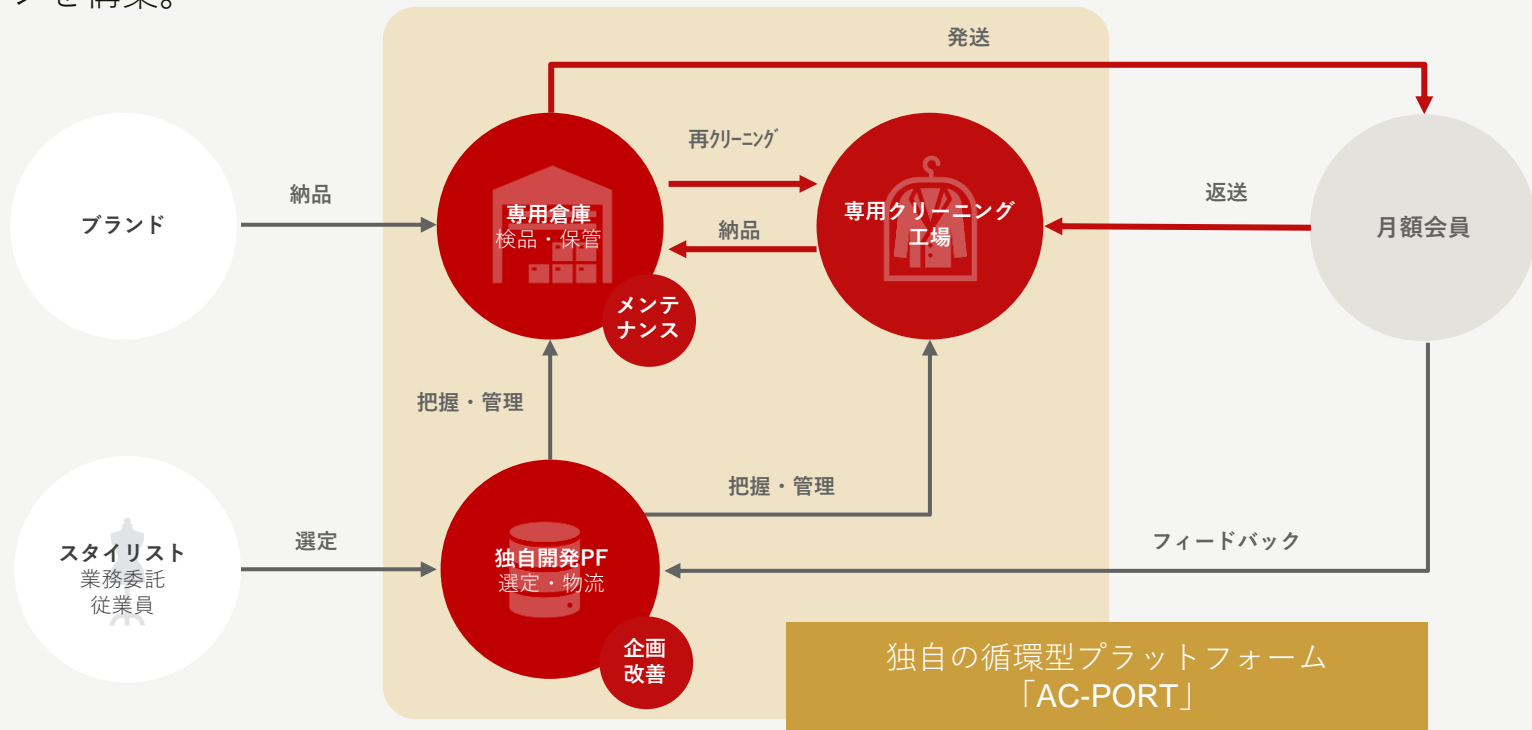 を構築。
発送
再ｸﾘｰﾆﾝｸﾞ
納品
専用倉庫
検品・保管
納品
専用クリーニング
工場
返送
ブランド
月額会員
メンテ
ナンス
把握・管理
把握・管理
選定
スタイリスト
業務委託
従業員
独自開発PF
選定・物流
フィードバック
企画
改善
独自の循環型プラットフォーム
「AC-PORT」